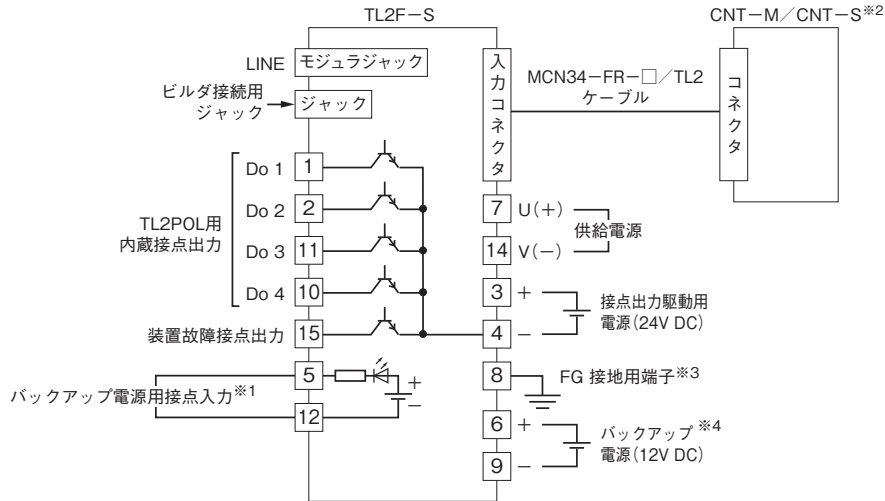 TL2F－S
CNT－M／CNT－S※2
LINE
モジュラジャック
ビルダ接続用
ジャック
ジャック
入力コネクタ
MCN34－FR－□／TL2
ケーブル
コネクタ
TL2POL用
内蔵接点出力
Do 1
1
Do 2
2
Do 3
11
Do 4
10
装置故障接点出力
15
バックアップ電源用接点入力※1
5
12
+
−
7
U(+)
14
V(−)
供給電源
3
+
4
−
接点出力駆動用
電源(24V DC)
8
FG 接地用端子※3
6
+
9
−
バックアップ※4
電源(12V DC)